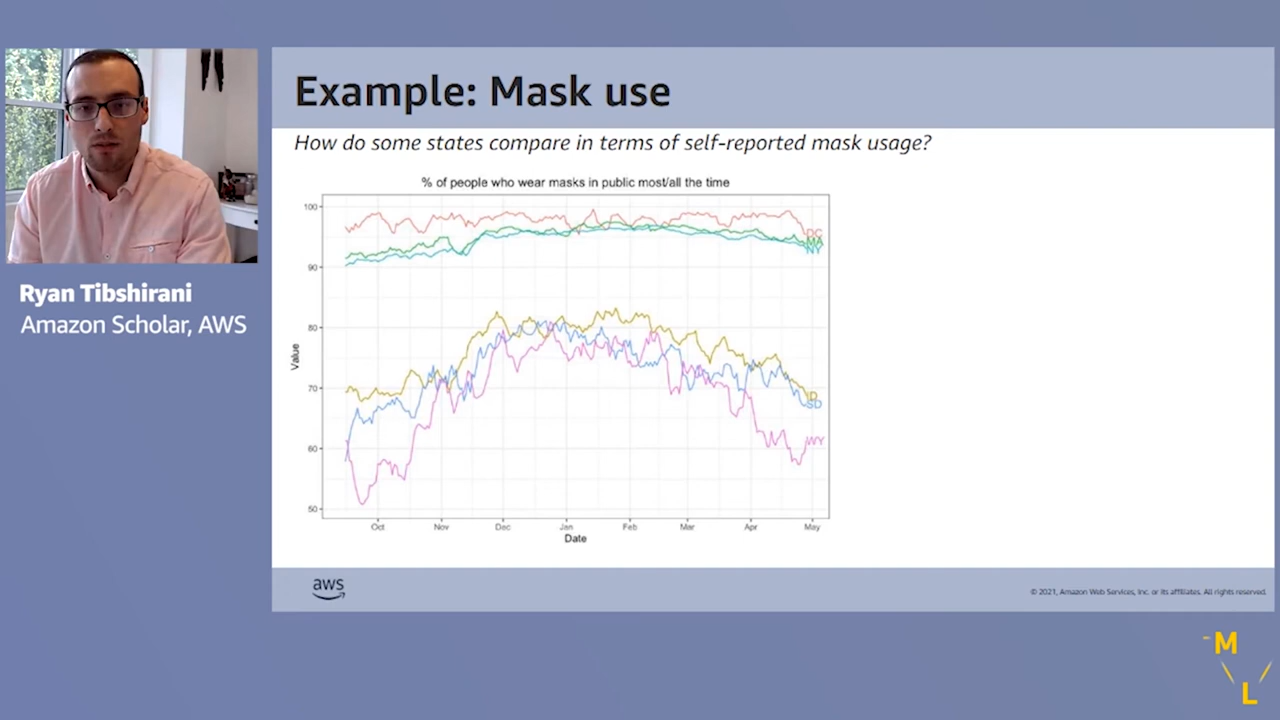 Example: Mask use
How do some states compare in terms of self-reported mask usage?
% of people who wear masks in public most/all the time
100
90
80
70
60
50
Value
DC
MA
NY
ID
SD
WY
Oct
Nov
Dec
Jan
Feb
Mar
Apr
May
Date
Ryan Tibshirani
Amazon Scholar, AWS
aws
© 2021, Amazon Web Services, Inc. or its affiliates. All rights reserved.
M
L